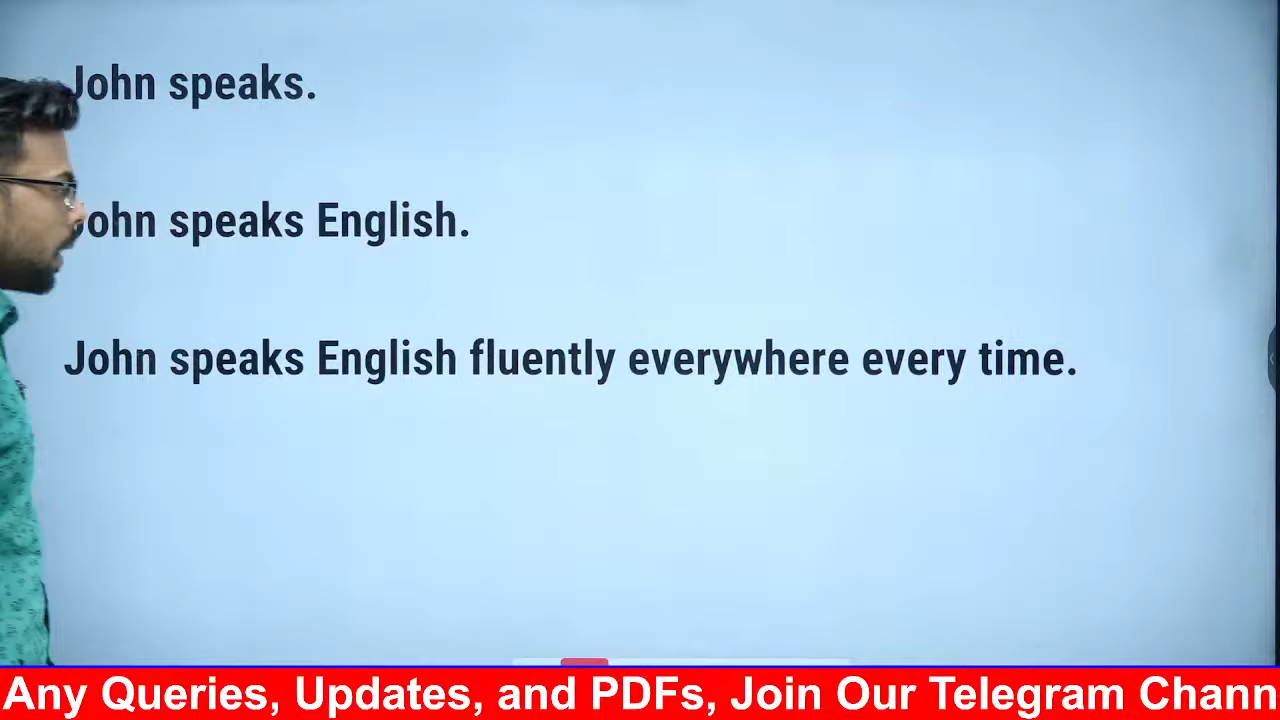 John speaks.
John speaks English.
John speaks English fluently everywhere every time.
Any Queries, Updates, and PDFs, Join Our Telegram Chann